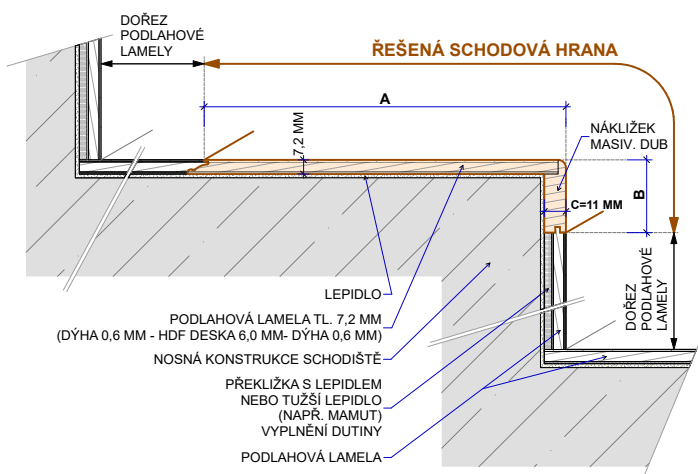 DOŘEZ
PODLAHOVÉ
LAMELY
ŘEŠENÁ SCHODOVÁ HRANA
A
7,2 MM
NÁKLIŽEK
MASIV. DUB
B
C=11 MM
DOŘEZ
PODLAHOVÉ
LAMELY
LEPIDLO
PODLAHOVÁ LAMELA TL. 7,2 MM
(DÝHA 0,6 MM - HDF DESKA 6,0 MM- DÝHA 0,6 MM)
NOSNÁ KONSTRUKCE SCHODIŠTĚ
PŘEKLIŽKA S LEPIDLEM
NEBO TUŽŠÍ LEPIDLO
(NAPŘ. MAMUT)
VYPLNĚNÍ DUTINY
PODLAHOVÁ LAMELA